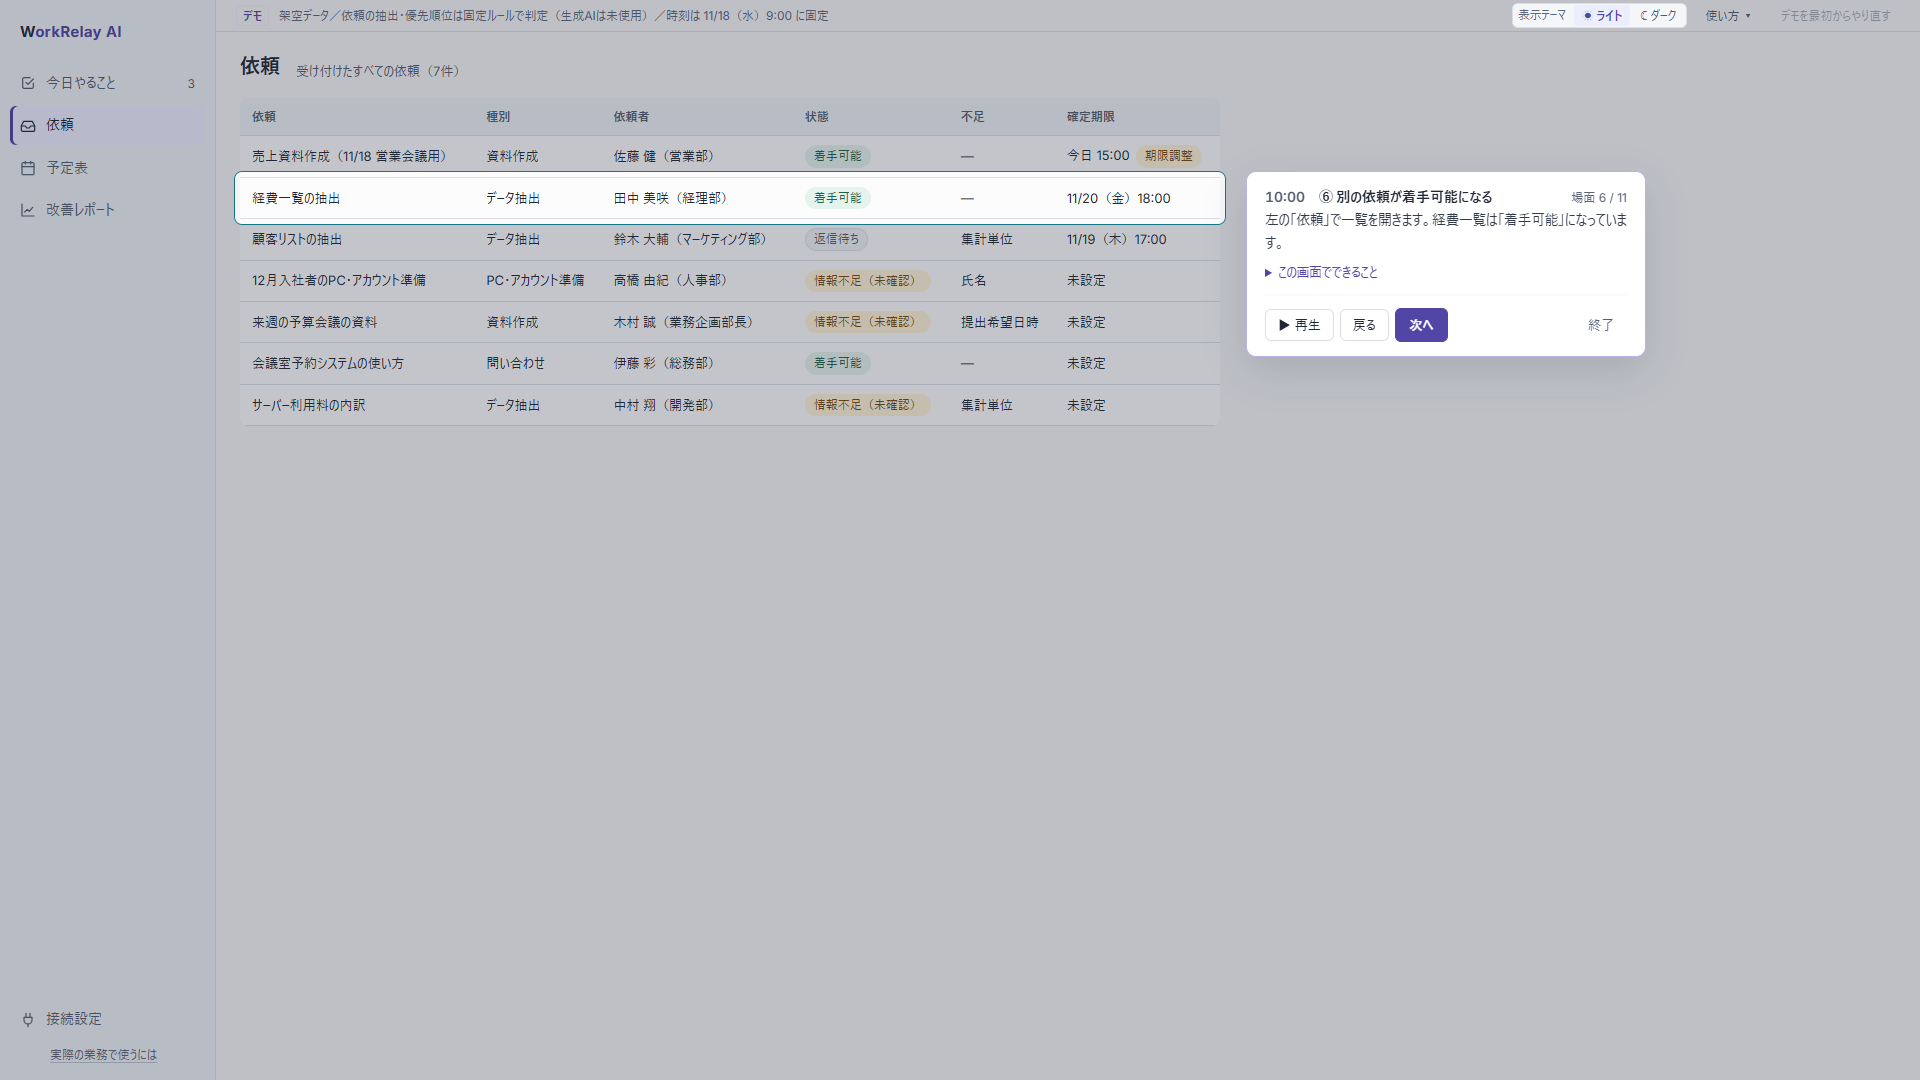 WorkRelay AI
今日やること 3
依頼
予定表
改善レポート
接続設定
実際の業務で使うには
デモ 架空データ／依頼の抽出・優先順位は固定ルールで判定（生成AIは未使用）／時刻は 11/18（水）9:00 に固定
表示テーマ ライト ダーク 使い方 ▾ デモを最初からやり直す
依頼 受け付けたすべての依頼（7件）
依頼 種別 依頼者 状態 不足 確定期限
売上資料作成（11/18 営業会議用） 資料作成 佐藤 健（営業部） 着手可能 — 今日 15:00 期限調整
経費一覧の抽出 データ抽出 田中 美咲（経理部） 着手可能 — 11/20（金）18:00
顧客リストの抽出 データ抽出 鈴木 大輔（マーケティング部） 返信待ち 集計単位 11/19（木）17:00
12月入社者のPC・アカウント準備 PC・アカウント準備 高橋 由紀（人事部） 情報不足（未確認） 氏名 未設定
来週の予算会議の資料 資料作成 木村 誠（業務企画部長） 情報不足（未確認） 提出希望日時 未設定
会議室予約システムの使い方 問い合わせ 伊藤 彩（総務部） 着手可能 — 未設定
サーバー利用料の内訳 データ抽出 中村 翔（開発部） 情報不足（未確認） 集計単位 未設定
10:00 ⑥ 別の依頼が着手可能になる 場面 6 / 11
左の「依頼」で一覧を開きます。経費一覧は「着手可能」になっていま
す。
▶ この画面でできること
▶ 再生 戻る 次へ 終了